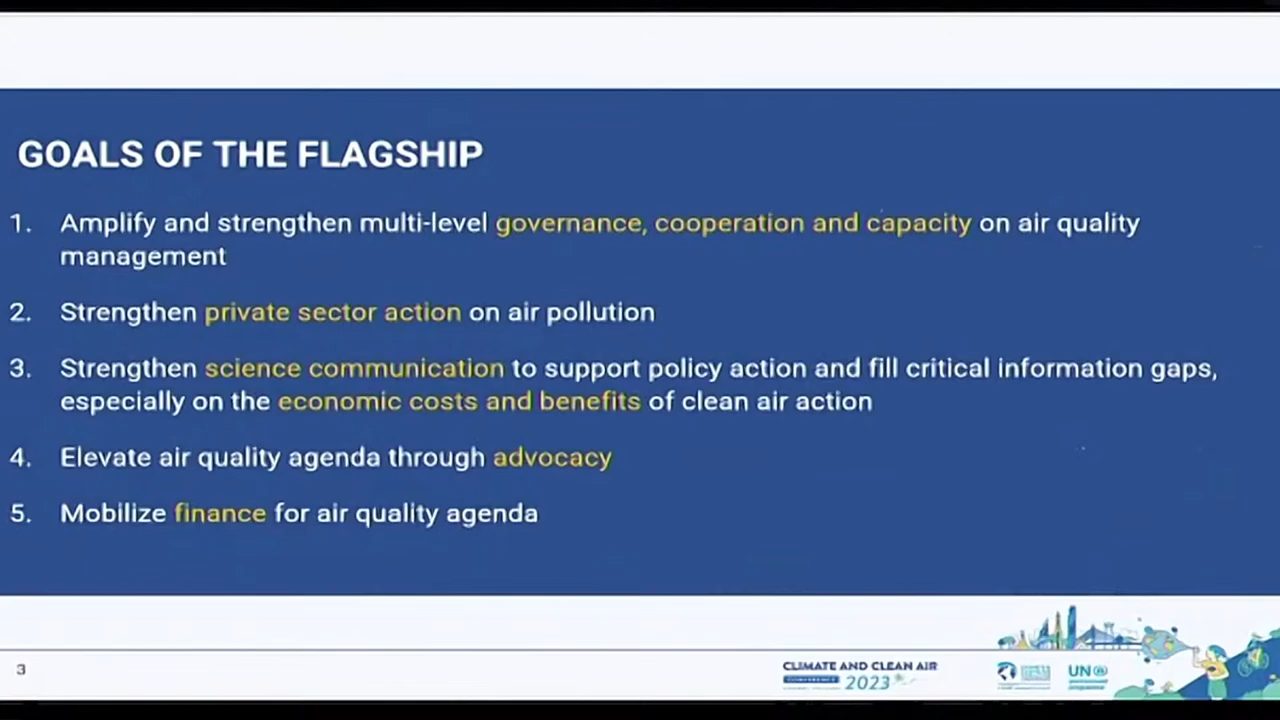 GOALS OF THE FLAGSHIP
1. Amplify and strengthen multi-level governance, cooperation and capacity on air quality
management
2. Strengthen private sector action on air pollution
3. Strengthen science communication to support policy action and fill critical information gaps,
especially on the economic costs and benefits of clean air action
4. Elevate air quality agenda through advocacy
5. Mobilize finance for air quality agenda
3
CLIMATE AND CLEAN AIR
CONFERENCE 2023
UN